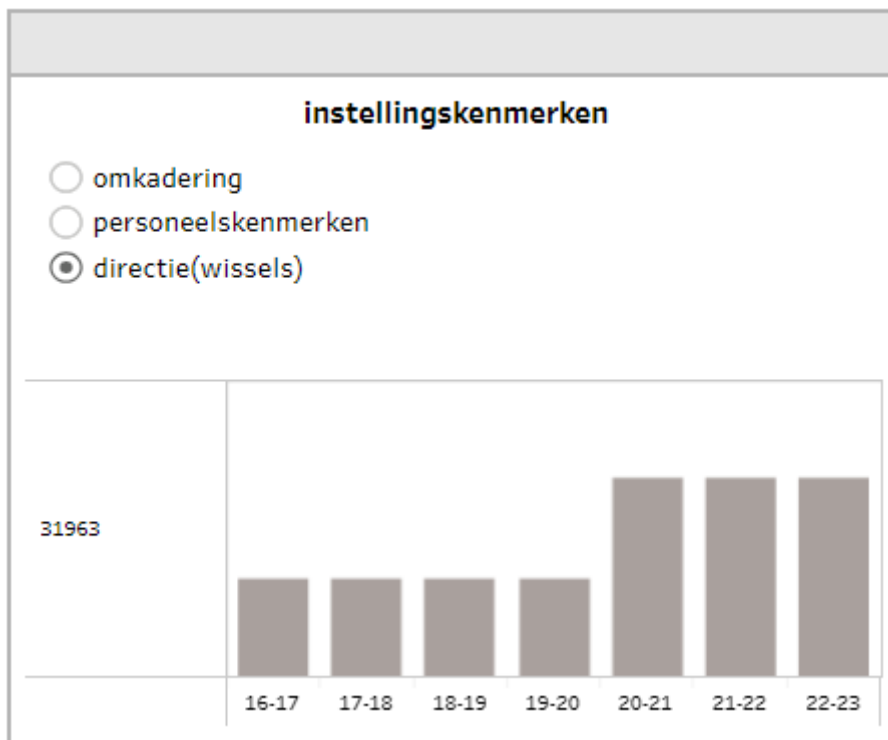 instellingskenmerken
omkadering
personeelskenmerken
directie(wissels)
31963
16-17 17-18 18-19 19-20 20-21 21-22 22-23